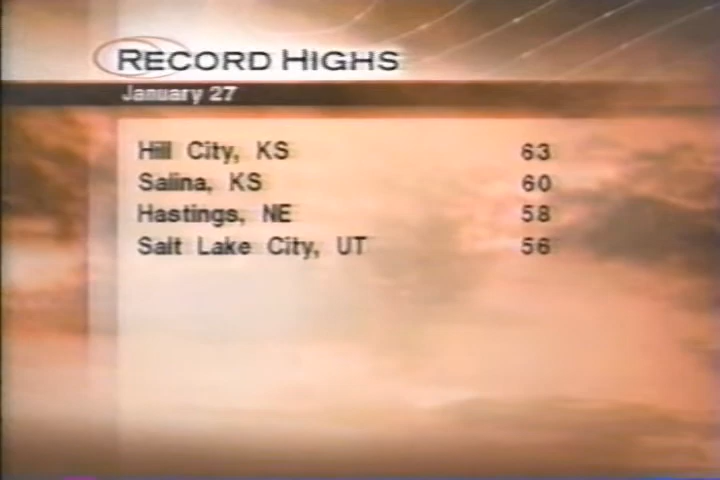 RECORD HIGHS
January 27
Hill City, KS 63
Salina, KS 60
Hastings, NE 58
Salt Lake City, UT 56